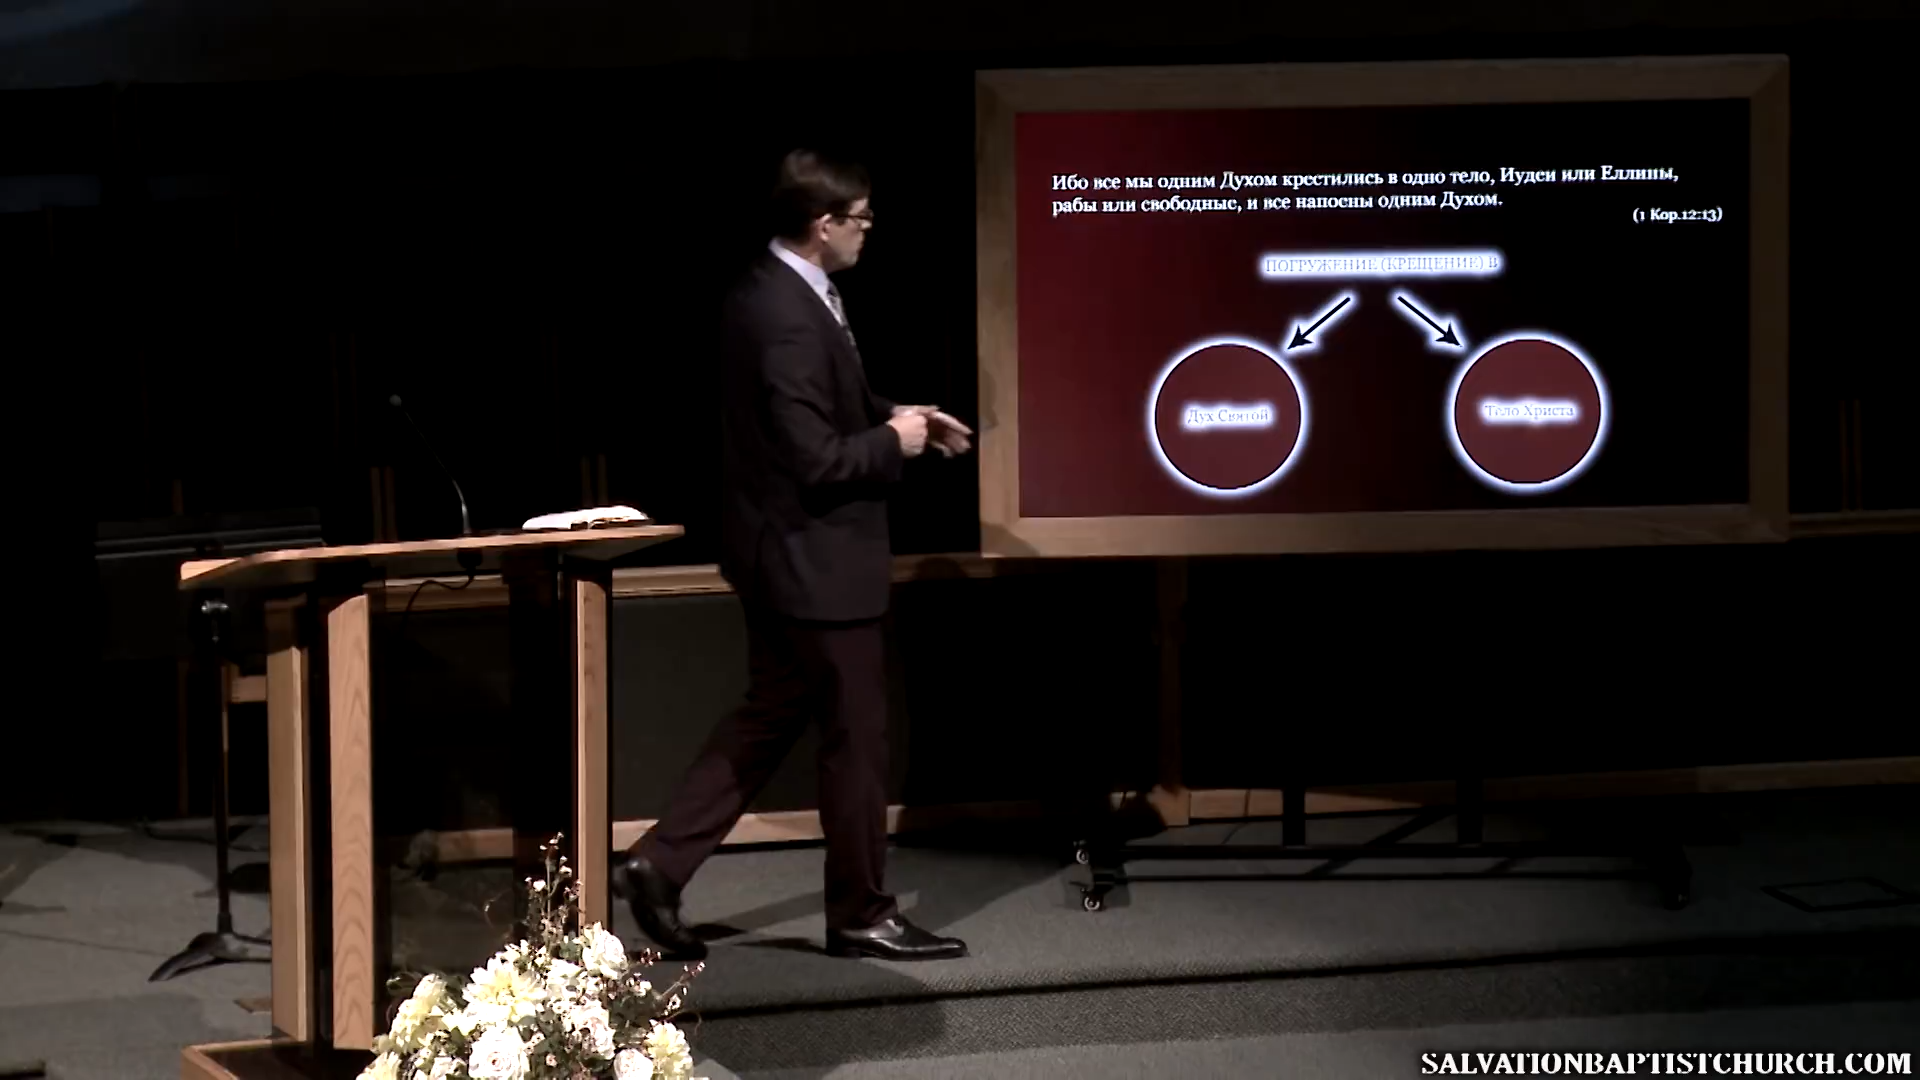 Ибо все мы одним Духом крестились в одно тело, Иудеи или Еллины,
рабы или свободные, и все напоены одним Духом.
(1 Кор.12:13)
ПОГРУЖЕНИЕ (КРЕЩЕНИЕ) В
Дух Святой
Тело Христа
SALVATIONBAPTISTCHURCH.COM